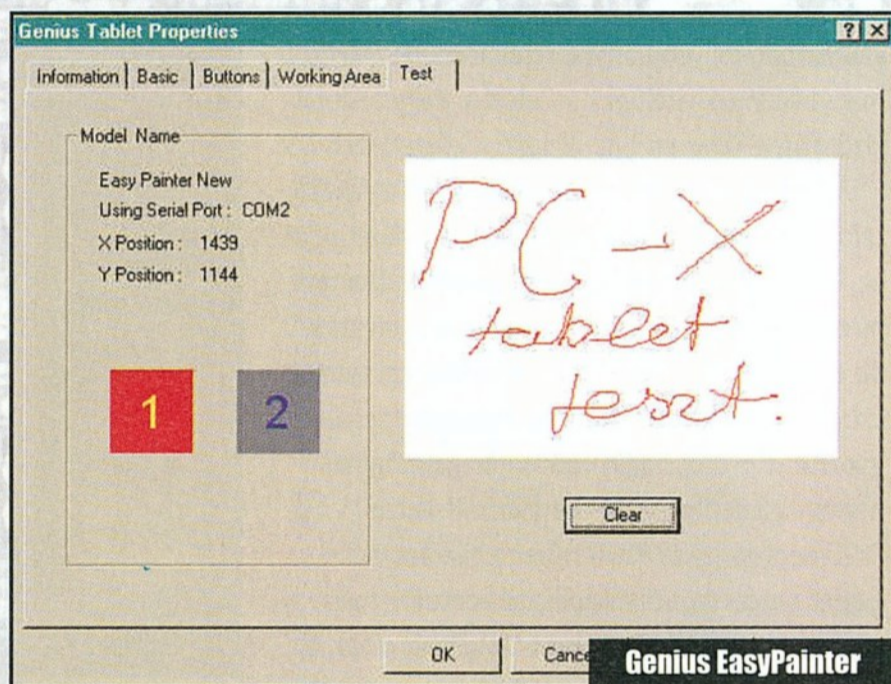 Genius Tablet Properties
Information Basic Buttons Working Area Test
Model Name
Easy Painter New
Using Serial Port : COM2
X Position : 1439
Y Position : 1144
1 2
PC-X
tablet
teszt.
Clear
OK Cance
Genius EasyPainter